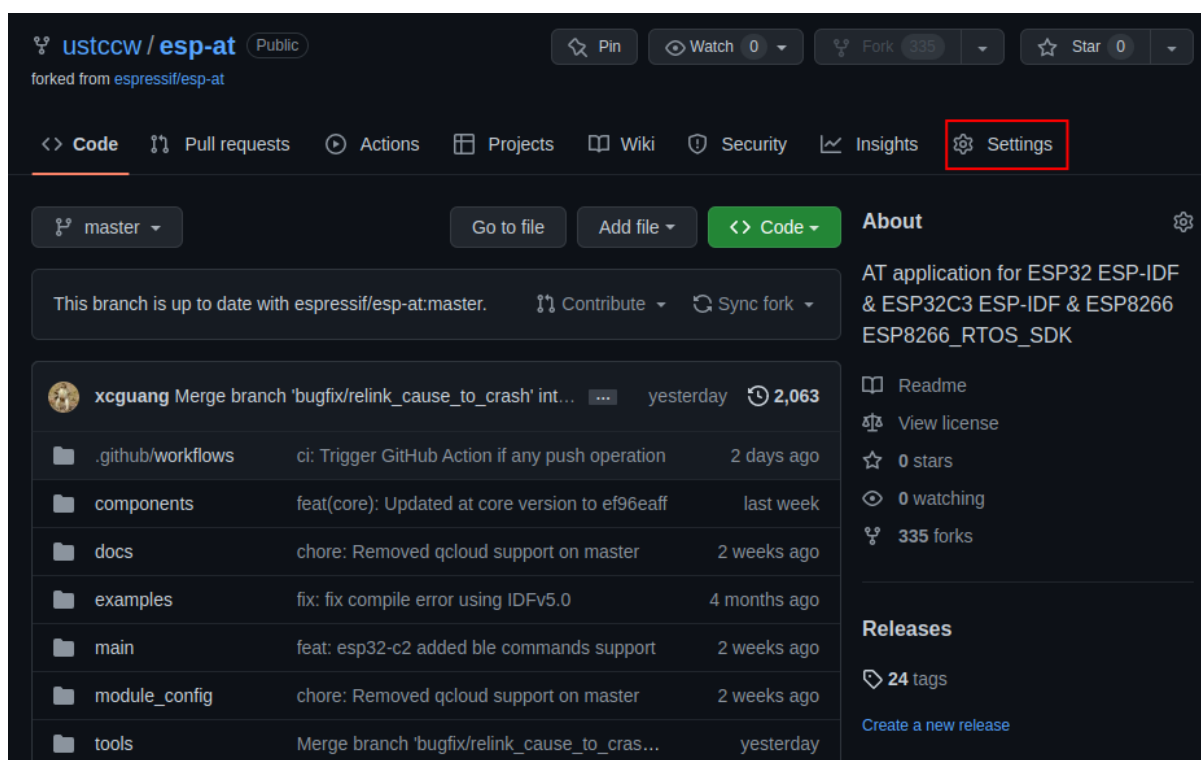 ustccw / esp-at Public
Pin
Watch 0
Fork 335
Star 0
forked from espressif/esp-at
Code
Pull requests
Actions
Projects
Wiki
Security
Insights
Settings
master
Go to file
Add file
Code
This branch is up to date with espressif/esp-at:master.
Contribute
Sync fork
xcguang Merge branch 'bugfix/relink_cause_to_crash' int… ... yesterday 2,063
.github/workflows ci: Trigger GitHub Action if any push operation 2 days ago
components feat(core): Updated at core version to ef96eaff last week
docs chore: Removed qcloud support on master 2 weeks ago
examples fix: fix compile error using IDFv5.0 4 months ago
main feat: esp32-c2 added ble commands support 2 weeks ago
module_config chore: Removed qcloud support on master 2 weeks ago
tools Merge branch 'bugfix/relink_cause_to_cras… yesterday
About
AT application for ESP32 ESP-IDF
& ESP32C3 ESP-IDF & ESP8266
ESP8266_RTOS_SDK
Readme
View license
0 stars
0 watching
335 forks
Releases
24 tags
Create a new release